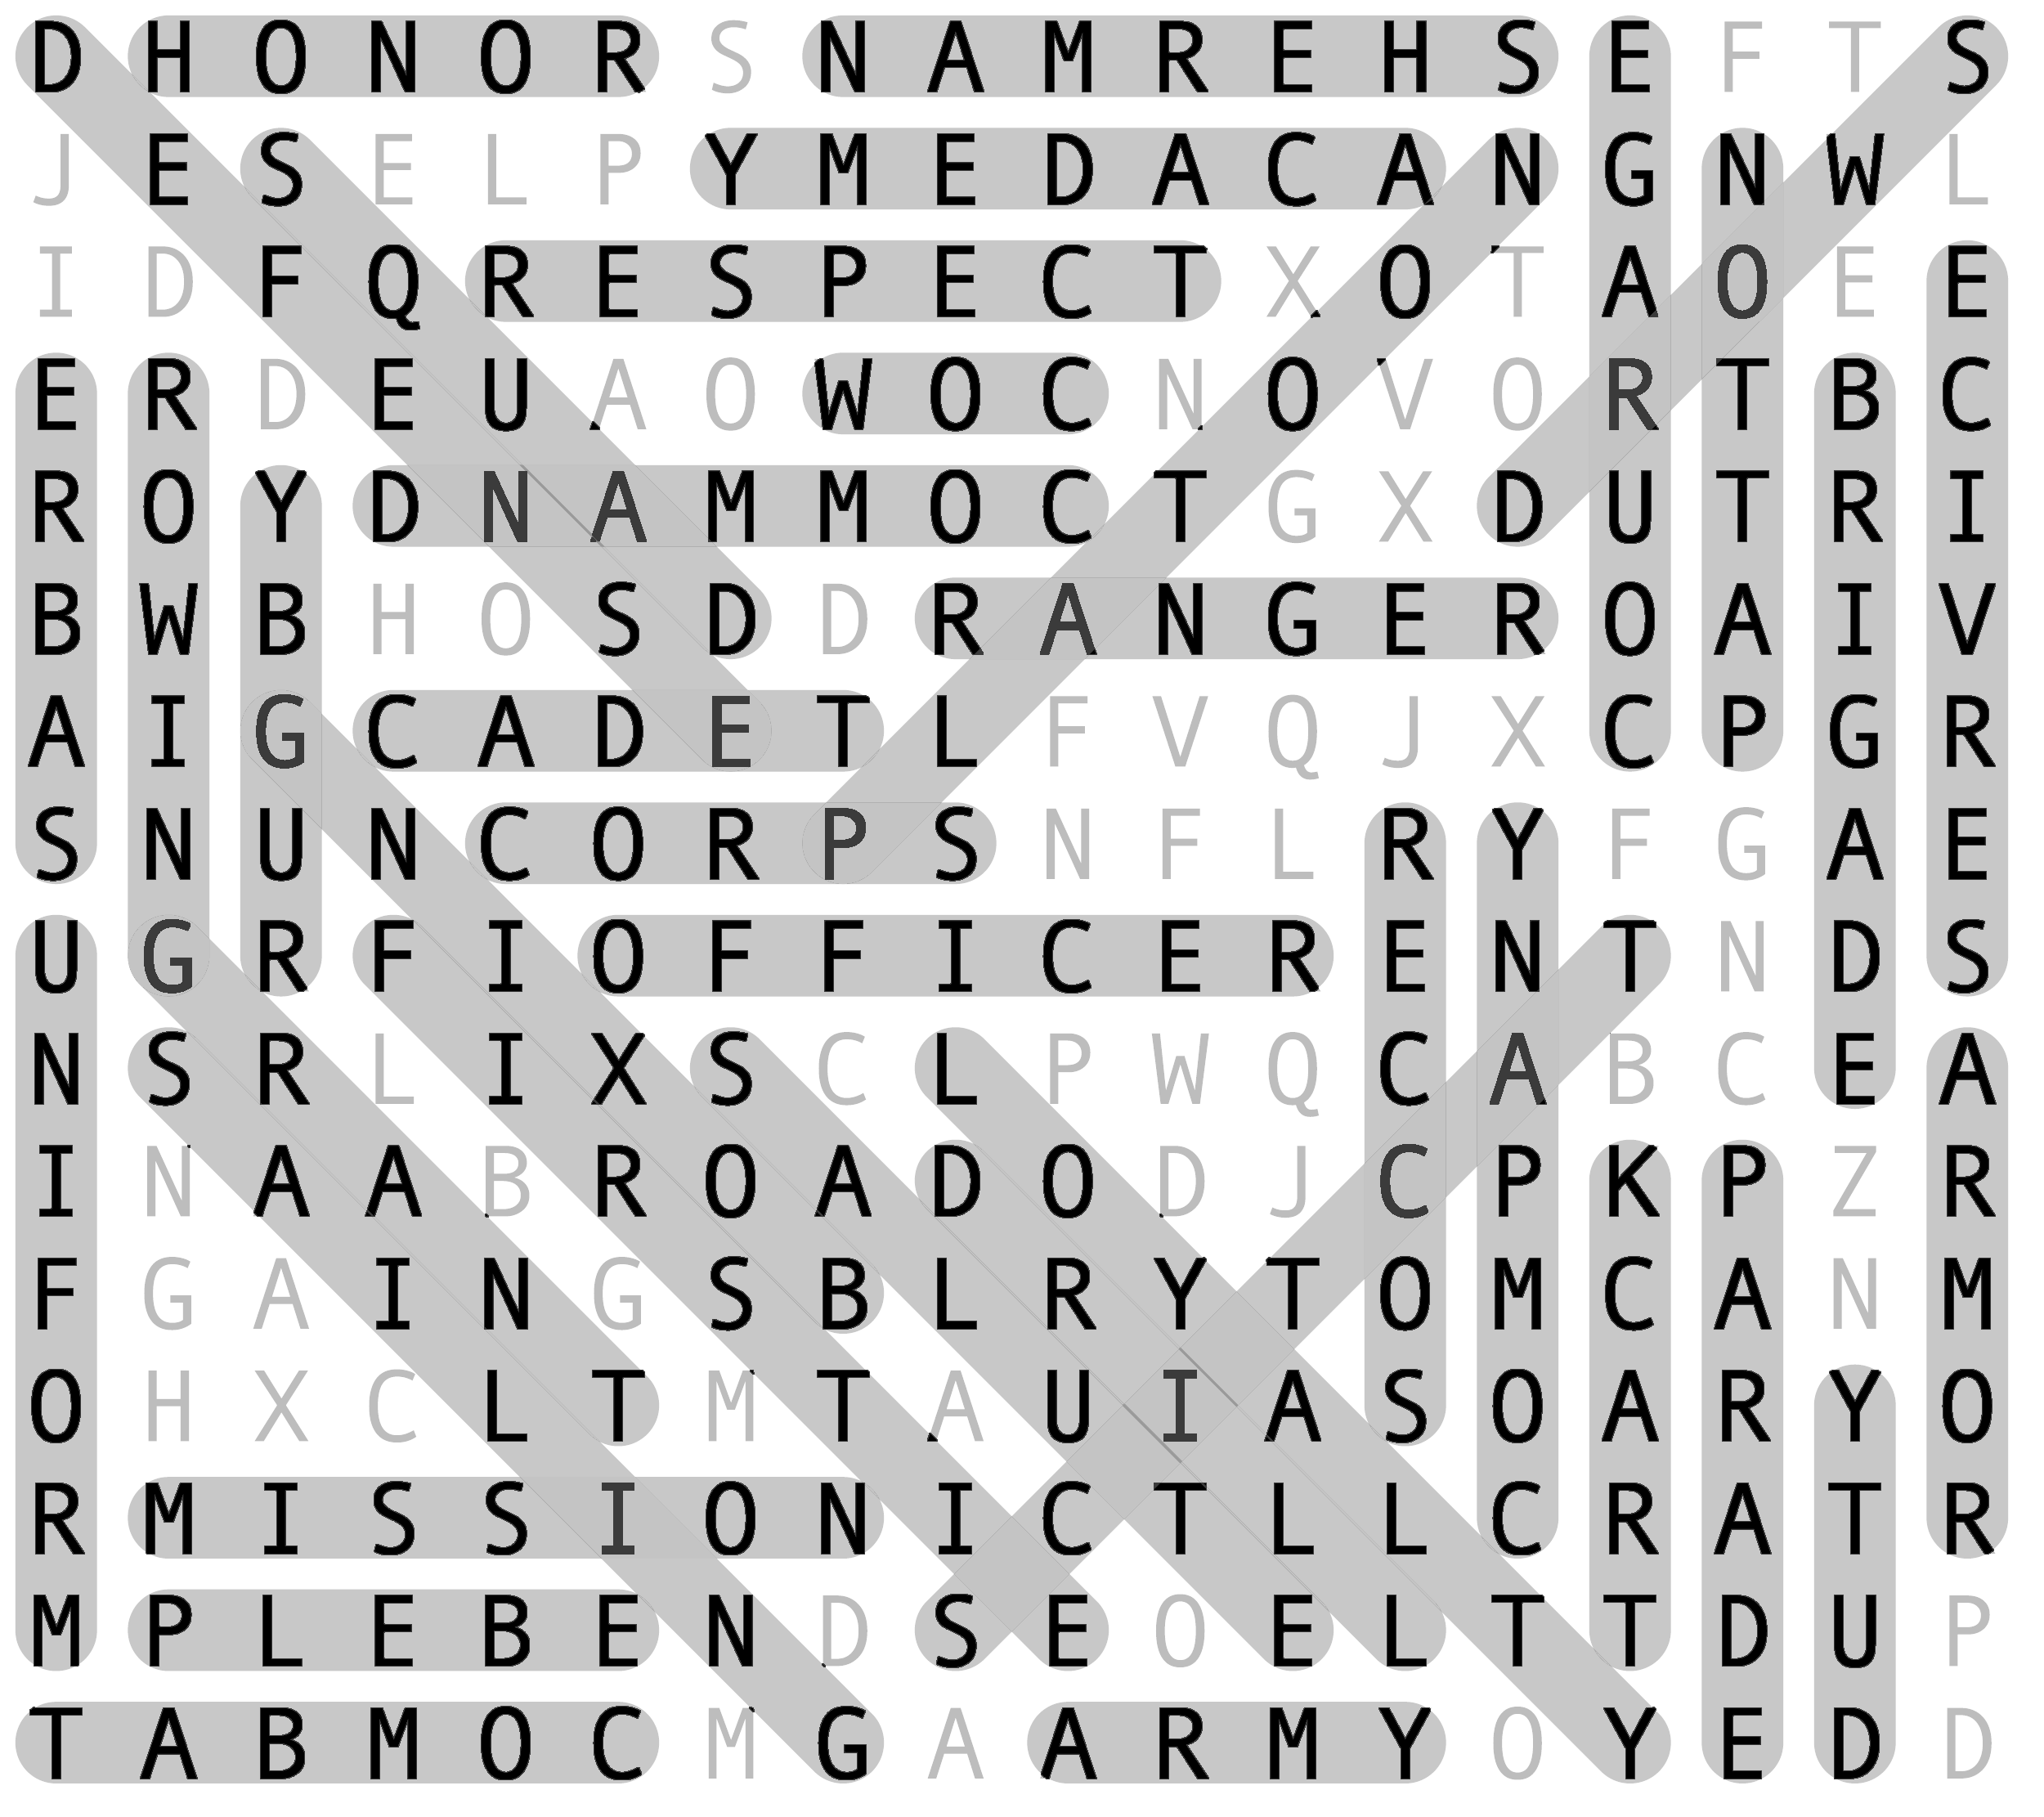 D H O N O R S N A M R E H S E F T S
J E S E L P Y M E D A C A N G N W L
I D F Q R E S P E C T X O T A O E E
E R D E U A O W O C N O V O R T B C
R O Y D N A M M O C T G X D U T R I
B W B H O S D D R A N G E R O A I V
A I G C A D E T L F V Q J X C P G R
S N U N C O R P S N F L R Y F G A E
U G R F I O F F I C E R E N T N D S
N S R L I X S C L P W Q C A B C E A
I N A A B R O A D O D J C P K P Z R
F G A I N G S B L R Y T O M C A N M
O H X C L T M T A U I A S O A R Y O
R M I S S I O N I C T L L C R A T R
M P L E B E N D S E O E L T T D U P
T A B M O C M G A A R M Y O Y E D D